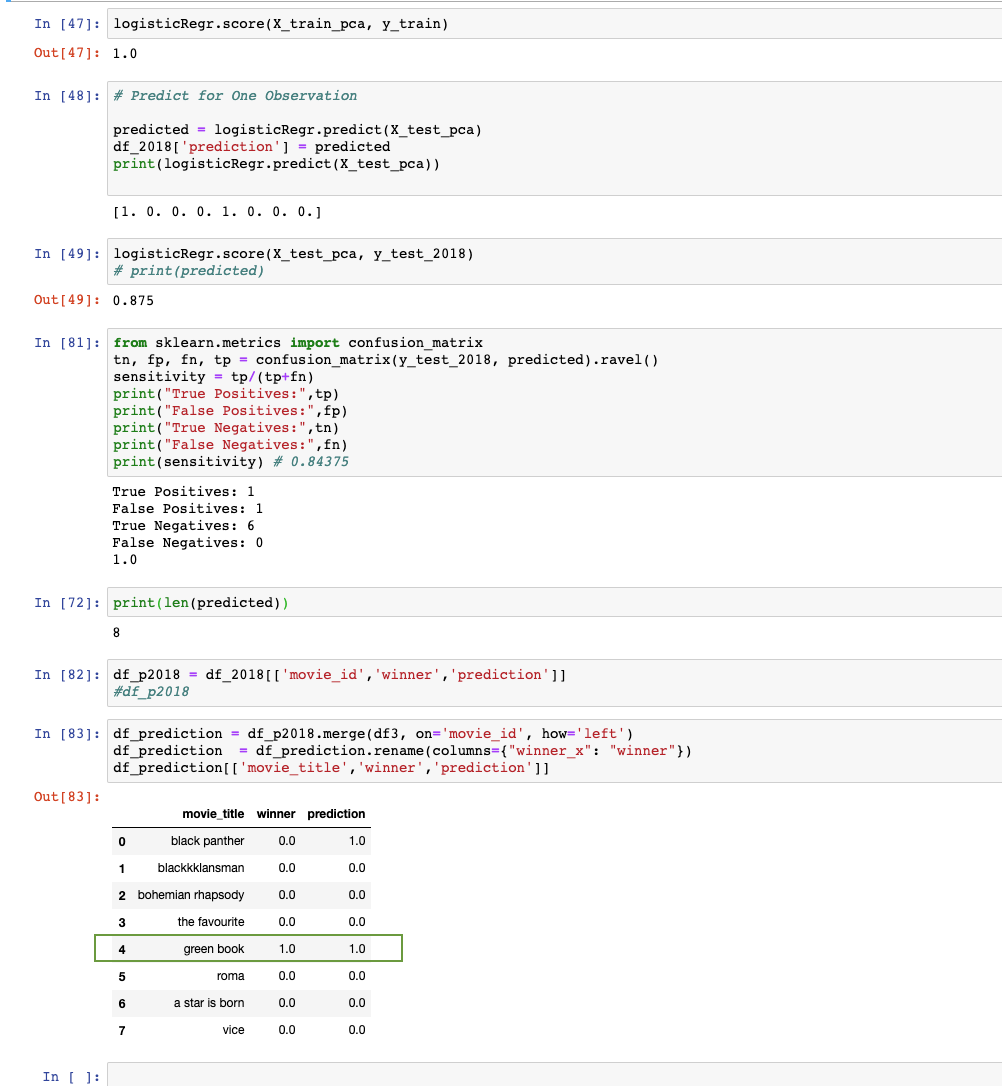 In [47]: logisticRegr.score(X_train_pca, y_train)
Out[47]: 1.0
In [48]: # Predict for One Observation
predicted = logisticRegr.predict(X_test_pca)
df_2018['prediction'] = predicted
print(logisticRegr.predict(X_test_pca))
[1. 0. 0. 0. 1. 0. 0. 0.]
In [49]: logisticRegr.score(X_test_pca, y_test_2018)
# print(predicted)
Out[49]: 0.875
In [81]: from sklearn.metrics import confusion_matrix
tn, fp, fn, tp = confusion_matrix(y_test_2018, predicted).ravel()
sensitivity = tp/(tp+fn)
print("True Positives:",tp)
print("False Positives:",fp)
print("True Negatives:",tn)
print("False Negatives:",fn)
print(sensitivity) # 0.84375
True Positives: 1
False Positives: 1
True Negatives: 6
False Negatives: 0
1.0
In [72]: print(len(predicted))
8
In [82]: df_p2018 = df_2018[['movie_id','winner','prediction']]
#df_p2018
In [83]: df_prediction = df_p2018.merge(df3, on='movie_id', how='left')
df_prediction  = df_prediction.rename(columns={"winner_x": "winner"})
df_prediction[['movie_title','winner','prediction']]
Out[83]:
movie_title winner prediction
0 black panther 0.0 1.0
1 blackkklansman 0.0 0.0
2 bohemian rhapsody 0.0 0.0
3 the favourite 0.0 0.0
4 green book 1.0 1.0
5 roma 0.0 0.0
6 a star is born 0.0 0.0
7 vice 0.0 0.0
In [ ]: